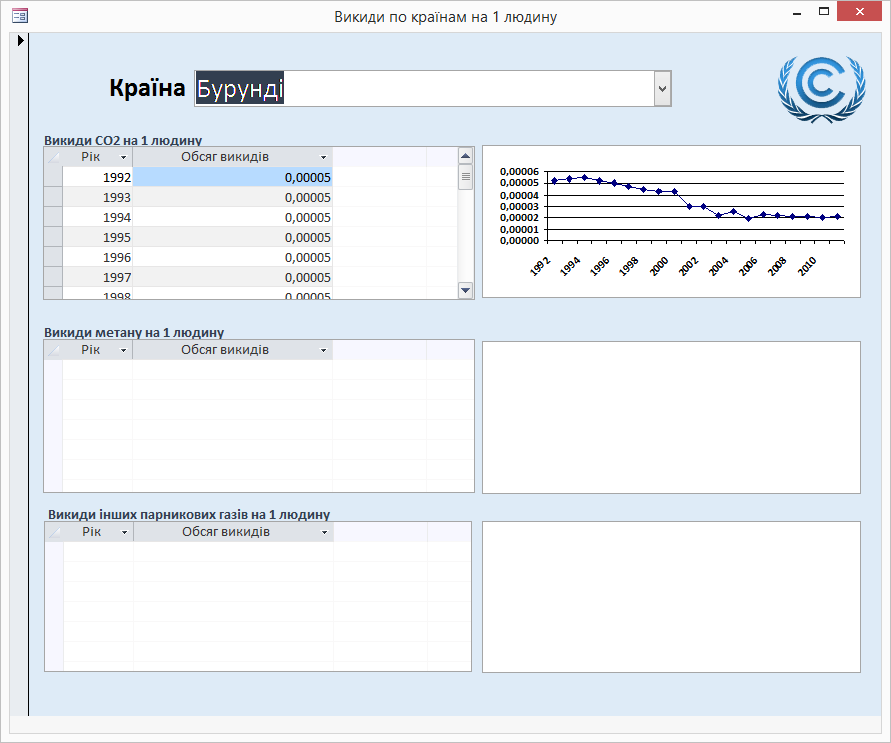 Викиди по країнам на 1 людину
Країна Бурунді
Викиди CO2 на 1 людину
Рік Обсяг викидів
1992 0,00005
1993 0,00005
1994 0,00005
1995 0,00005
1996 0,00005
1997 0,00005
1998 0,00005
0,00006
0,00005
0,00004
0,00003
0,00002
0,00001
0,00000
1992 1994 1996 1998 2000 2002 2004 2006 2008 2010
Викиди метану на 1 людину
Рік Обсяг викидів
Викиди інших парникових газів на 1 людину
Рік Обсяг викидів